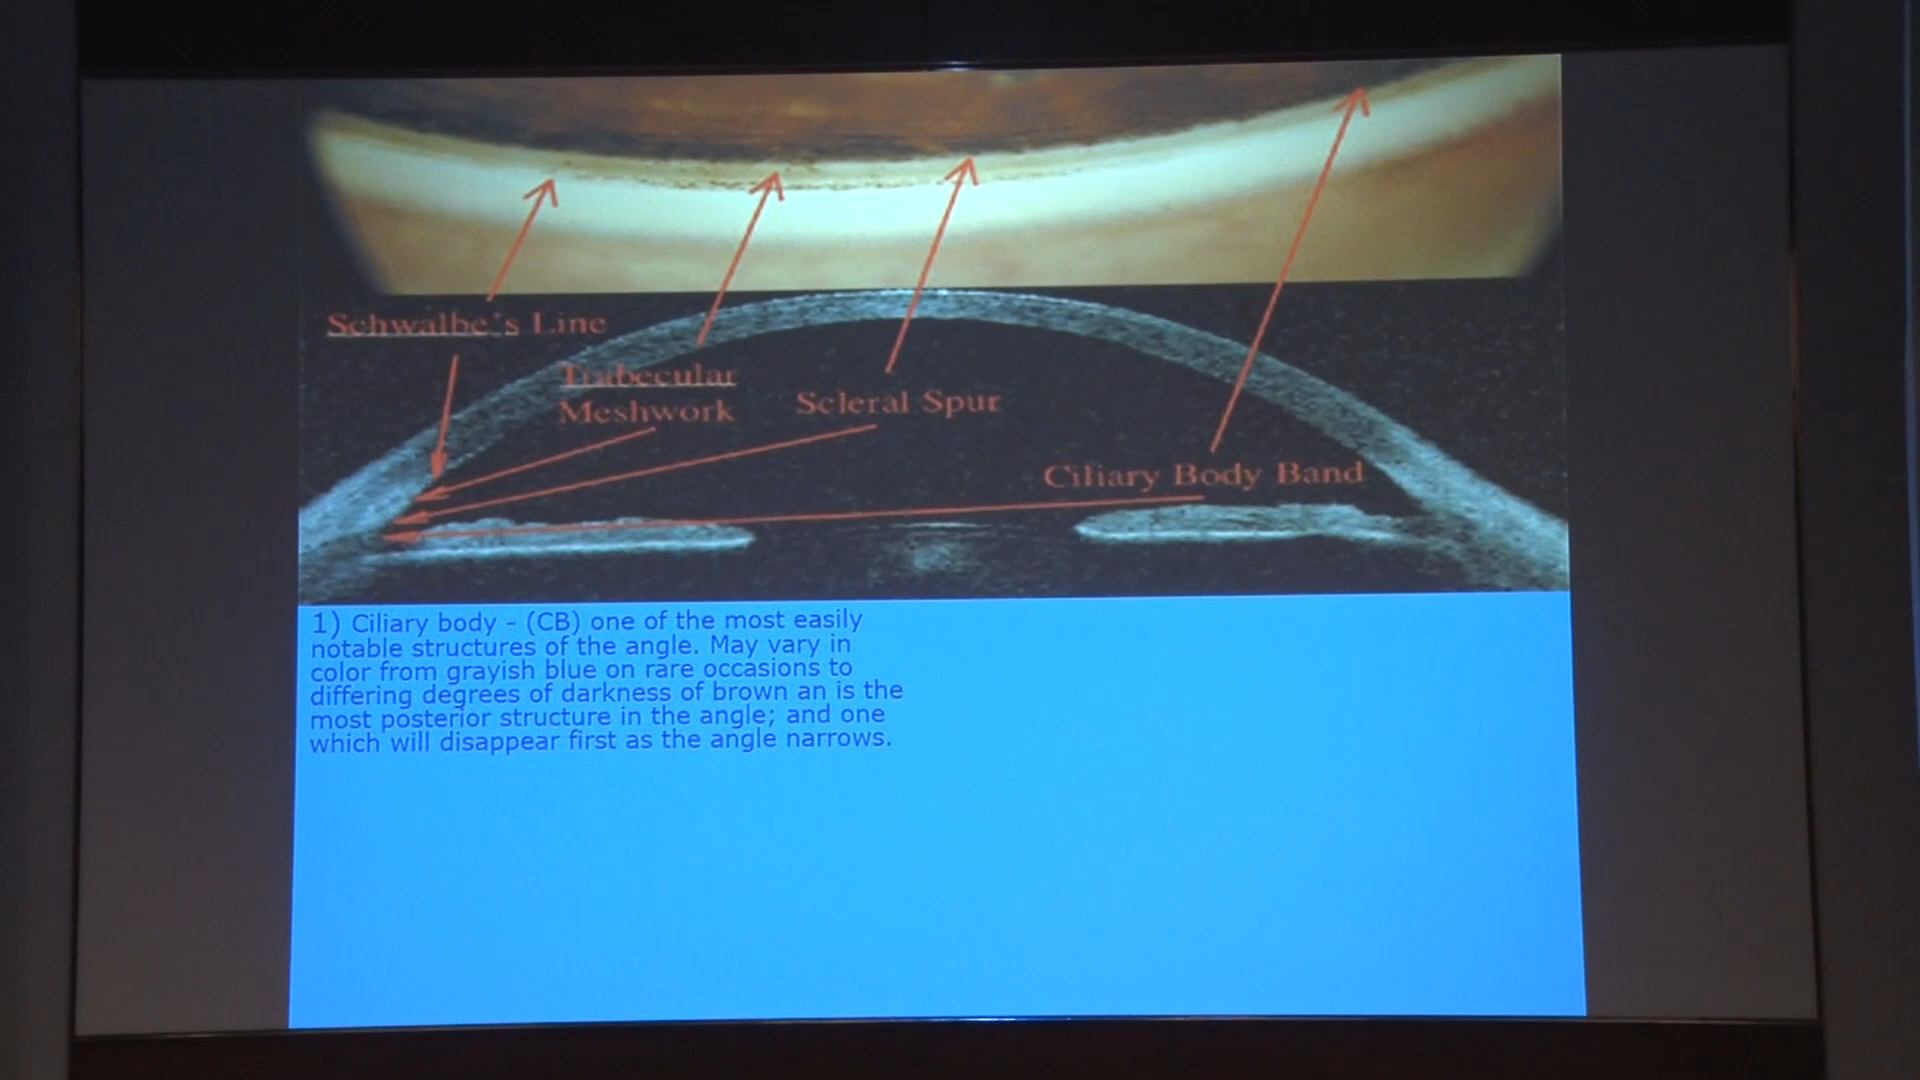 Schwalbe's Line
Trabecular
Meshwork
Scleral Spur
Ciliary Body Band
1) Ciliary body - (CB) one of the most easily
notable structures of the angle. May vary in
color from grayish blue on rare occasions to
differing degrees of darkness of brown an is the
most posterior structure in the angle; and one
which will disappear first as the angle narrows.